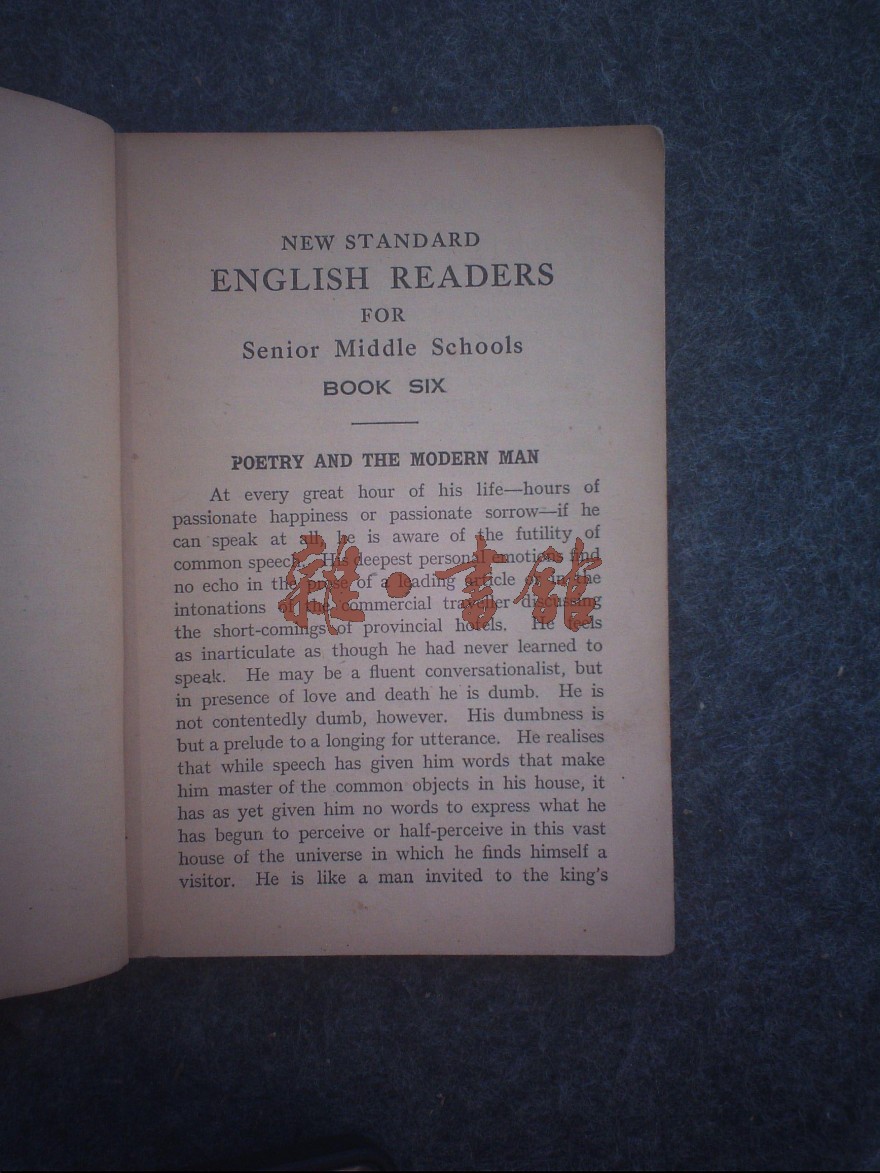 NEW STANDARD
ENGLISH READERS
FOR
Senior Middle Schools
BOOK SIX
POETRY AND THE MODERN MAN
At every great hour of his life—hours of
passionate happiness or passionate sorrow—if he
can speak at all, he is aware of the futility of
common speech. His deepest personal emotions find
no echo in the prose of a leading article or in the
intonations of the commercial traveller discussing
the short-comings of provincial hotels. He feels
as inarticulate as though he had never learned to
speak. He may be a fluent conversationalist, but
in presence of love and death he is dumb. He is
not contentedly dumb, however. His dumbness is
but a prelude to a longing for utterance. He realises
that while speech has given him words that make
him master of the common objects in his house, it
has as yet given him no words to express what he
has begun to perceive or half-perceive in this vast
house of the universe in which he finds himself a
visitor. He is like a man invited to the king's
雜·書館